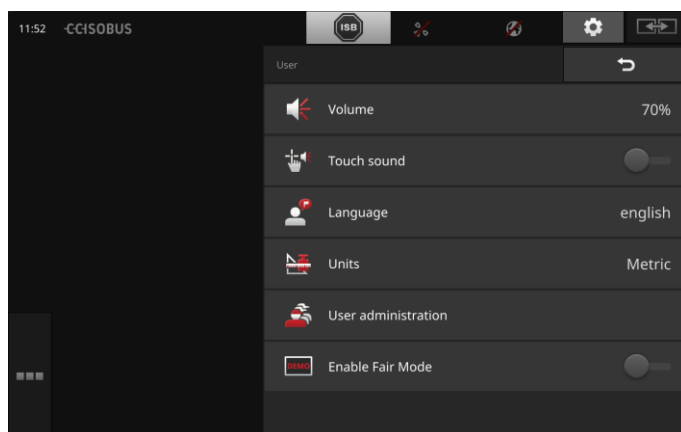 11:52 CCISOBUS
ISB
User
Volume 70%
Touch sound
Language english
Units Metric
User administration
DEMO Enable Fair Mode